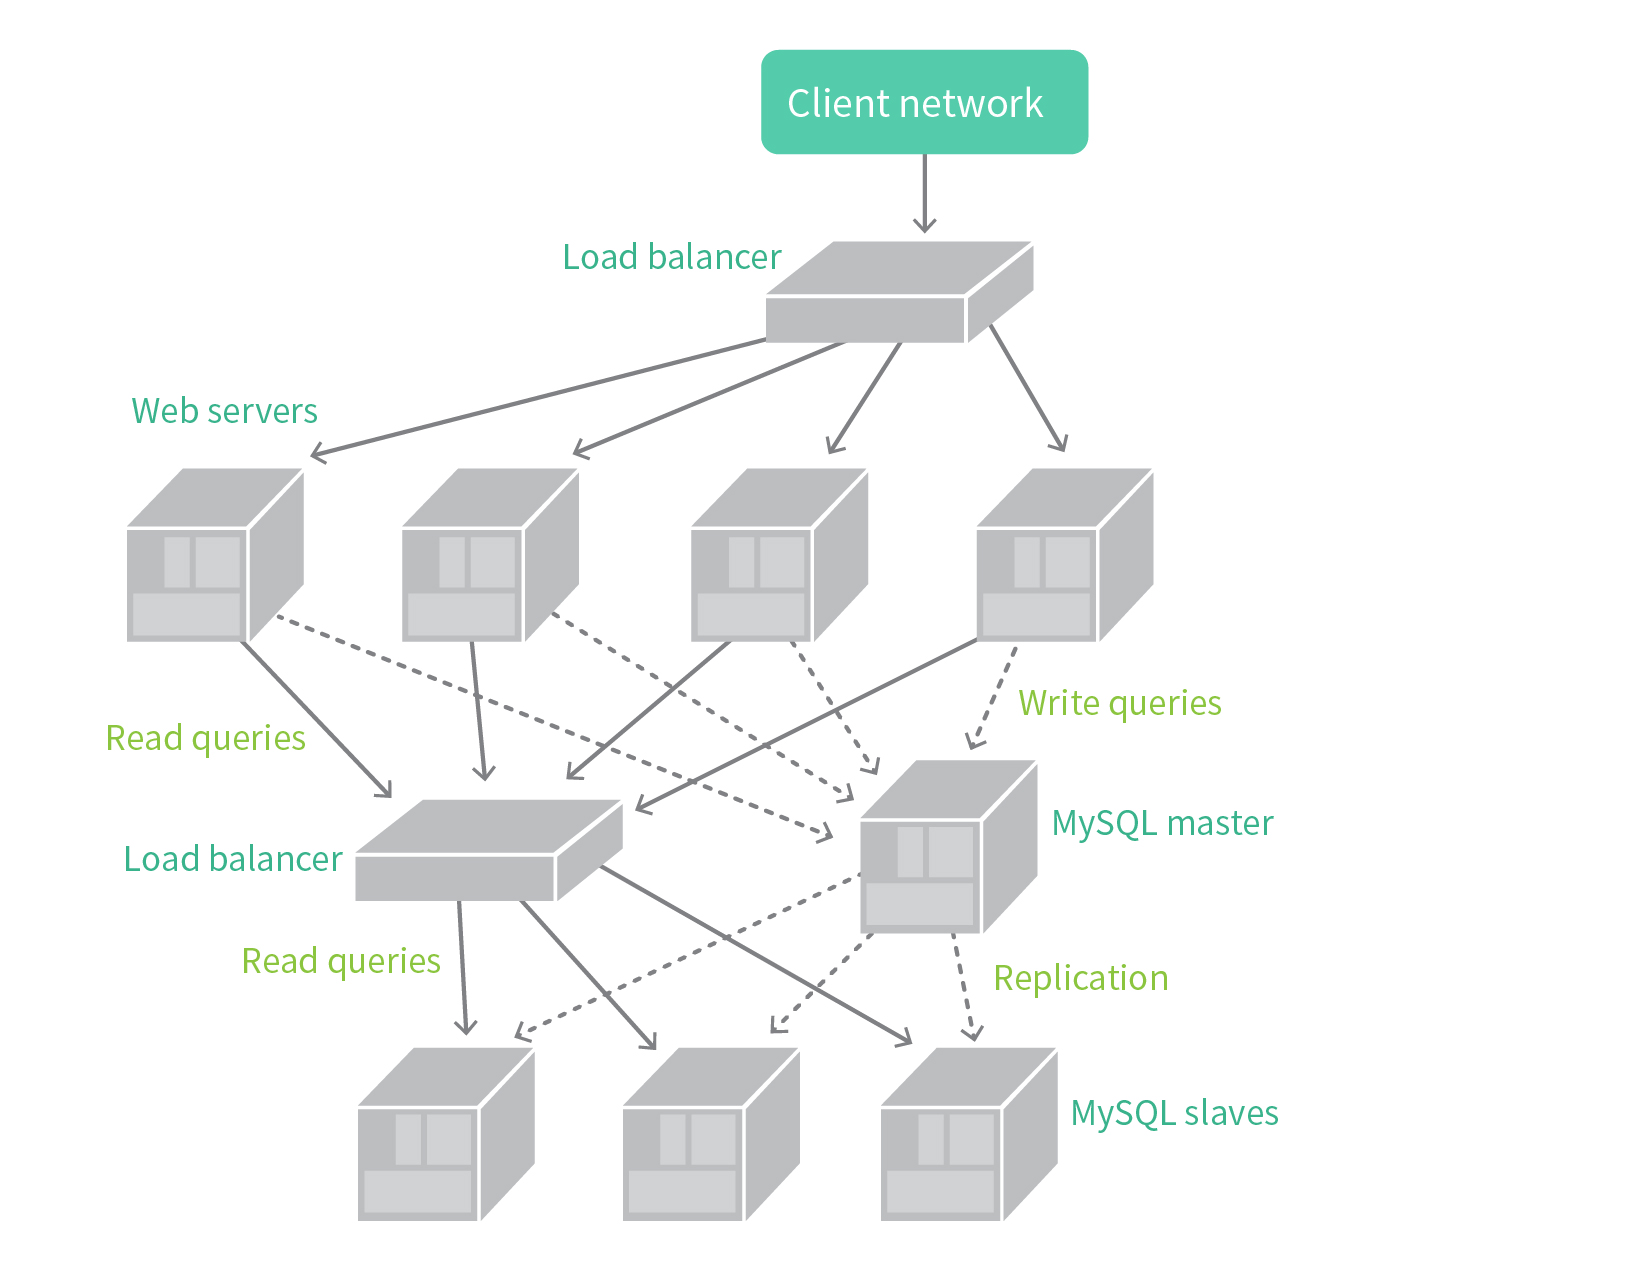 Client network
Load balancer
Web servers
Write queries
Read queries
MySQL master
Load balancer
Read queries
Replication
MySQL slaves